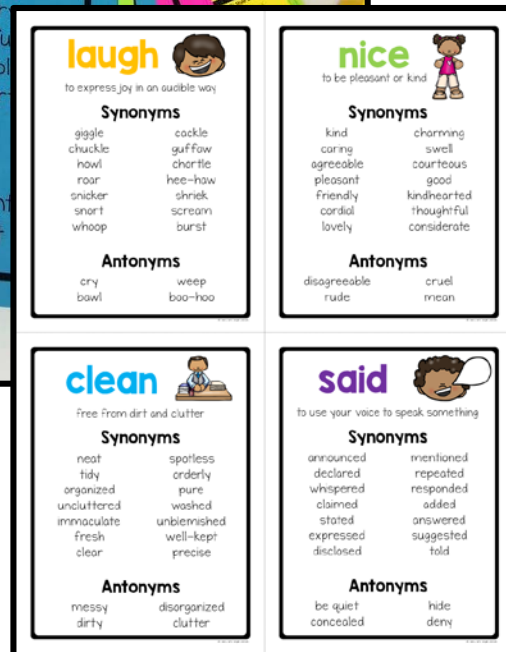 laugh
to express joy in an audible way
Synonyms
giggle cackle
chuckle guffaw
howl chortle
roar hee-haw
snicker shriek
snort scream
whoop burst
Antonyms
cry weep
bawl boo-hoo
nice
to be pleasant or kind
Synonyms
kind charming
caring swell
agreeable courteous
pleasant good
friendly kindhearted
cordial thoughtful
lovely considerate
Antonyms
disagreeable cruel
rude mean
clean
free from dirt and clutter
Synonyms
neat spotless
tidy orderly
organized pure
uncluttered washed
immaculate unblemished
fresh well-kept
clear precise
Antonyms
messy disorganized
dirty clutter
said
to use your voice to speak something
Synonyms
announced mentioned
declared repeated
whispered responded
claimed added
stated answered
expressed suggested
disclosed told
Antonyms
be quiet hide
concealed deny